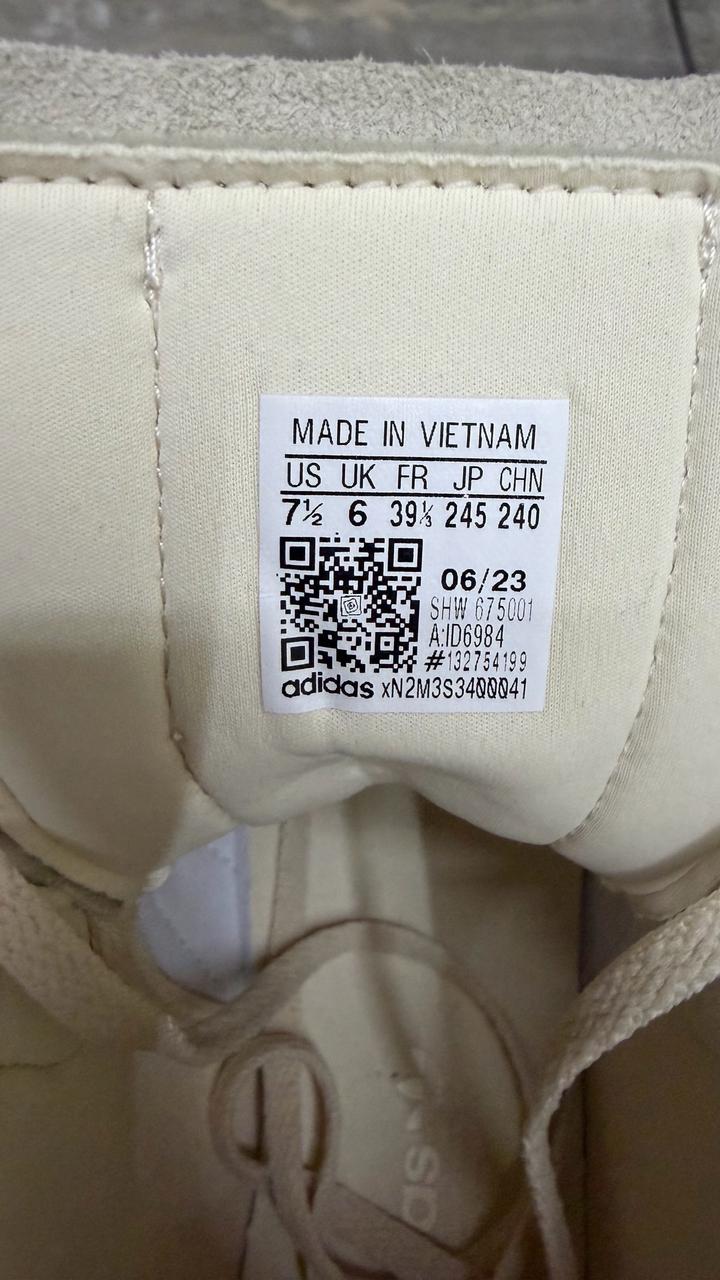 MADE IN VIETNAM
US UK FR JP CHN
7½ 6 39⅓ 245 240
06/23
SHW 675001
A:ID6984
#132754199
adidas xN2M3S3400041